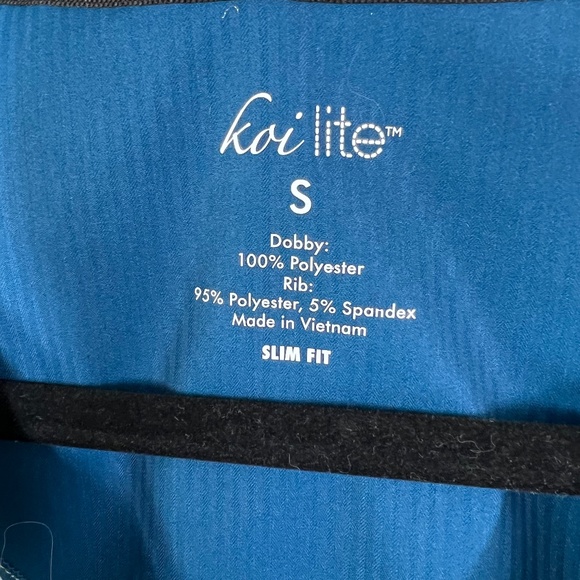 koi lite™
S
Dobby:
100% Polyester
Rib:
95% Polyester, 5% Spandex
Made in Vietnam
SLIM FIT